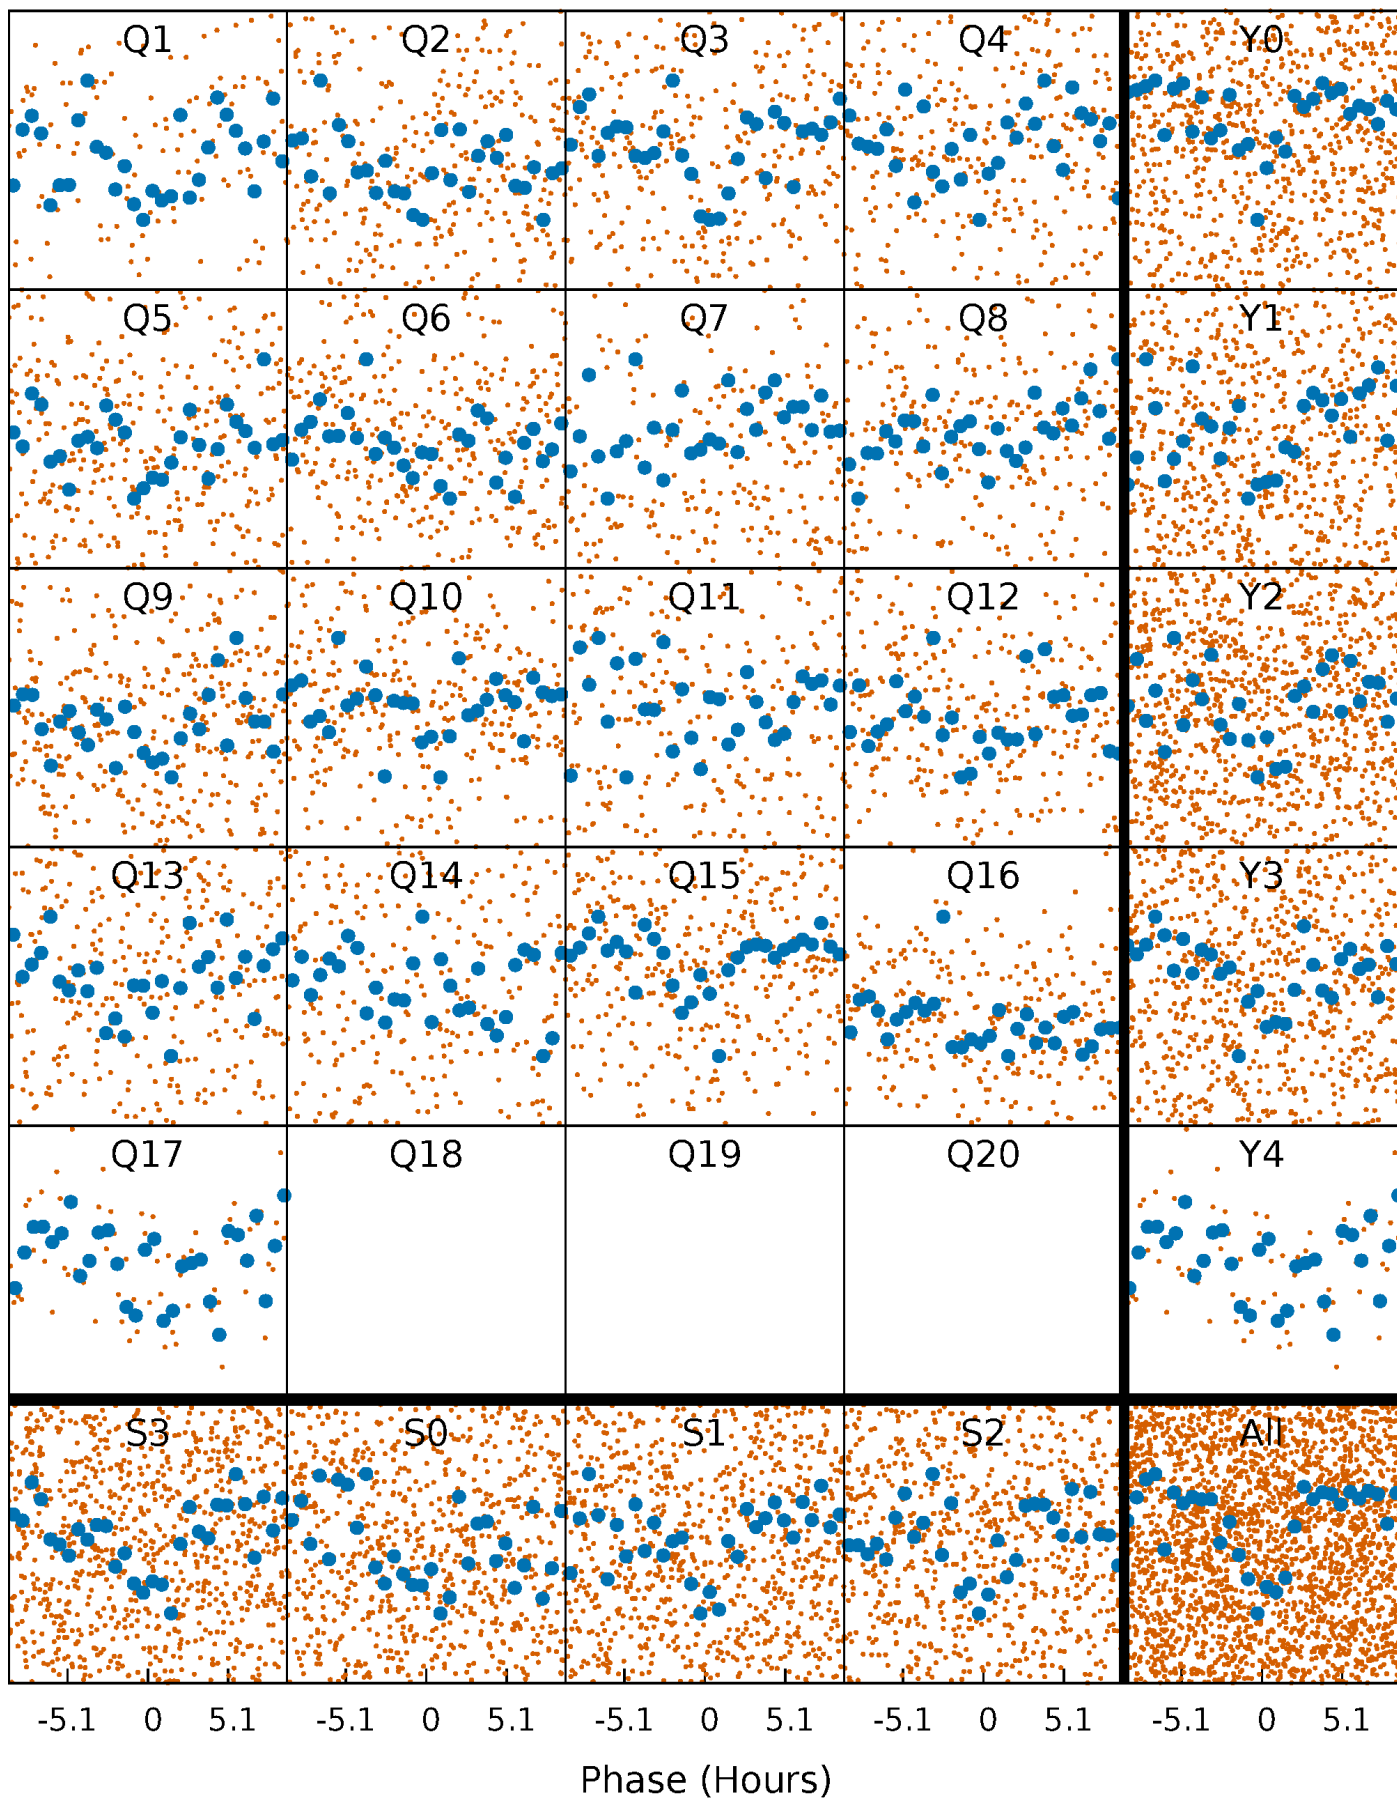 Q1 Q2 Q3 Q4 Y0
Q5 Q6 Q7 Q8 Y1
Q9 Q10 Q11 Q12 Y2
Q13 Q14 Q15 Q16 Y3
Q17 Q18 Q19 Q20 Y4
S3 S0 S1 S2 All
-5.1 0 5.1 -5.1 0 5.1 -5.1 0 5.1 -5.1 0 5.1 -5.1 0 5.1
Phase (Hours)